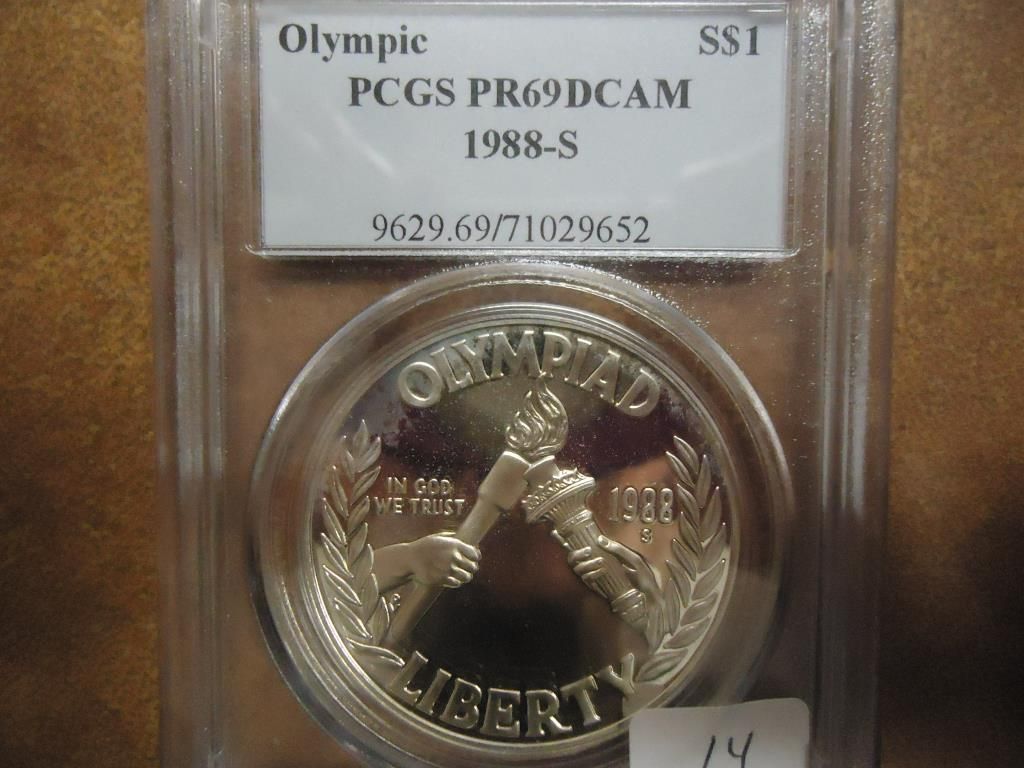 Olympic S$1
PCGS PR69DCAM
1988-S
9629.69/71029652
OLYMPIAD
IN GOD
WE TRUST
1988
S
LIBERTY
14